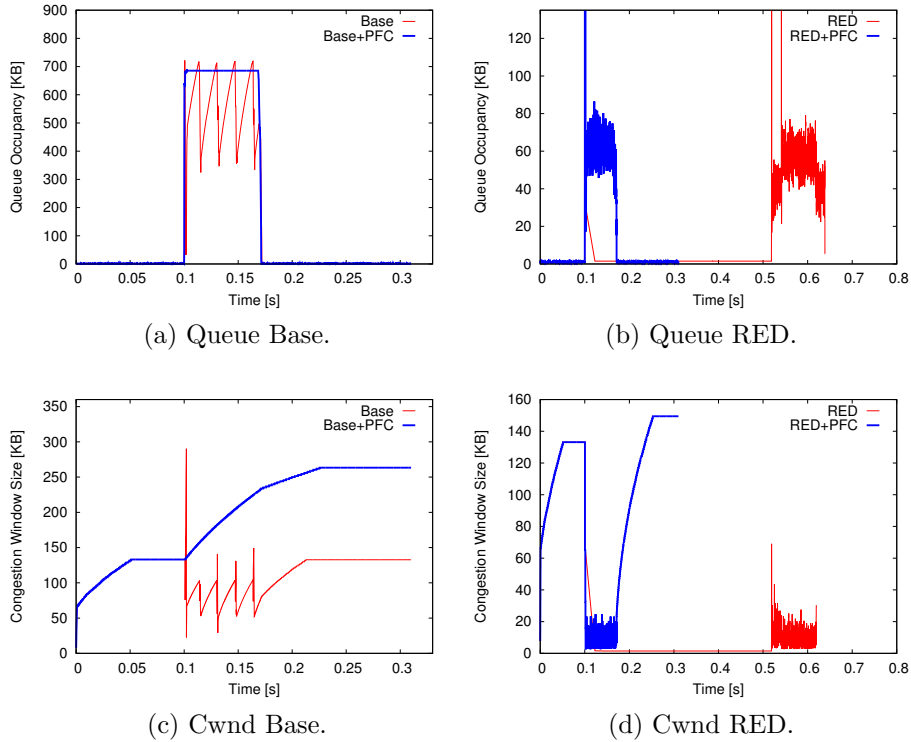 Base
Base+PFC
Queue Occupancy [KB]
900
800
700
600
500
400
300
200
100
0
0 0.05 0.1 0.15 0.2 0.25 0.3
Time [s]
(a) Queue Base.
RED
RED+PFC
Queue Occupancy [KB]
120
100
80
60
40
20
0
0 0.1 0.2 0.3 0.4 0.5 0.6 0.7 0.8
Time [s]
(b) Queue RED.
Base
Base+PFC
Congestion Window Size [KB]
360
300
250
200
150
100
50
0
0 0.05 0.1 0.15 0.2 0.25 0.3
Time [s]
(c) Cwnd Base.
RED
RED+PFC
Congestion Window Size [KB]
160
140
120
100
80
60
40
20
0
0 0.1 0.2 0.3 0.4 0.5 0.6 0.7 0.8
Time [s]
(d) Cwnd RED.